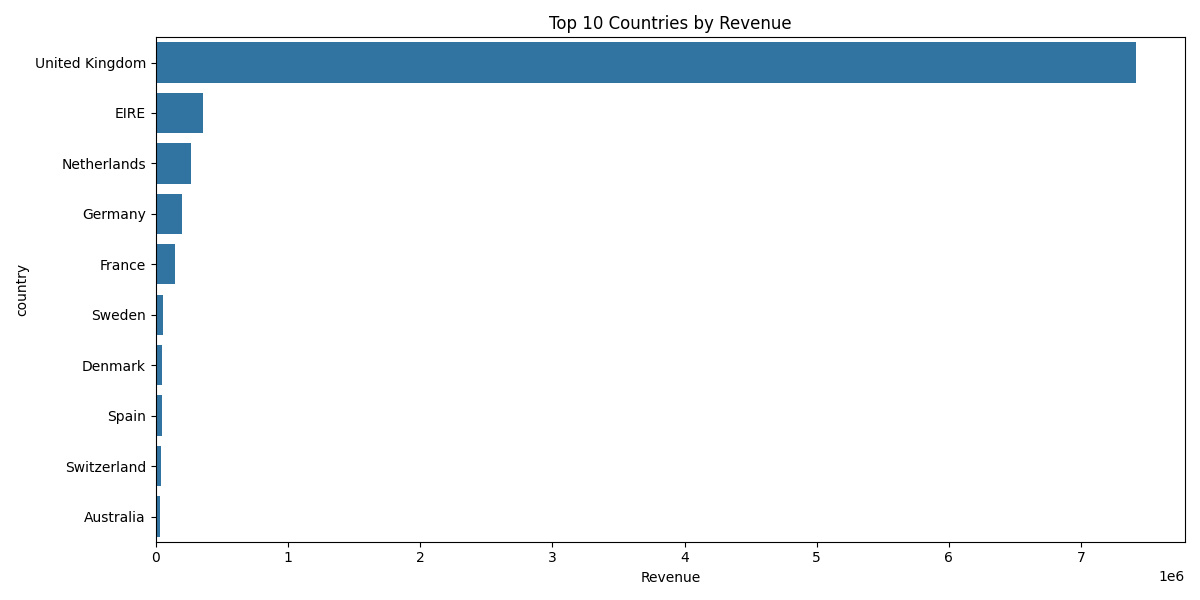 Top 10 Countries by Revenue
country
United Kingdom
EIRE
Netherlands
Germany
France
Sweden
Denmark
Spain
Switzerland
Australia
0 1 2 3 4 5 6 7
1e6
Revenue